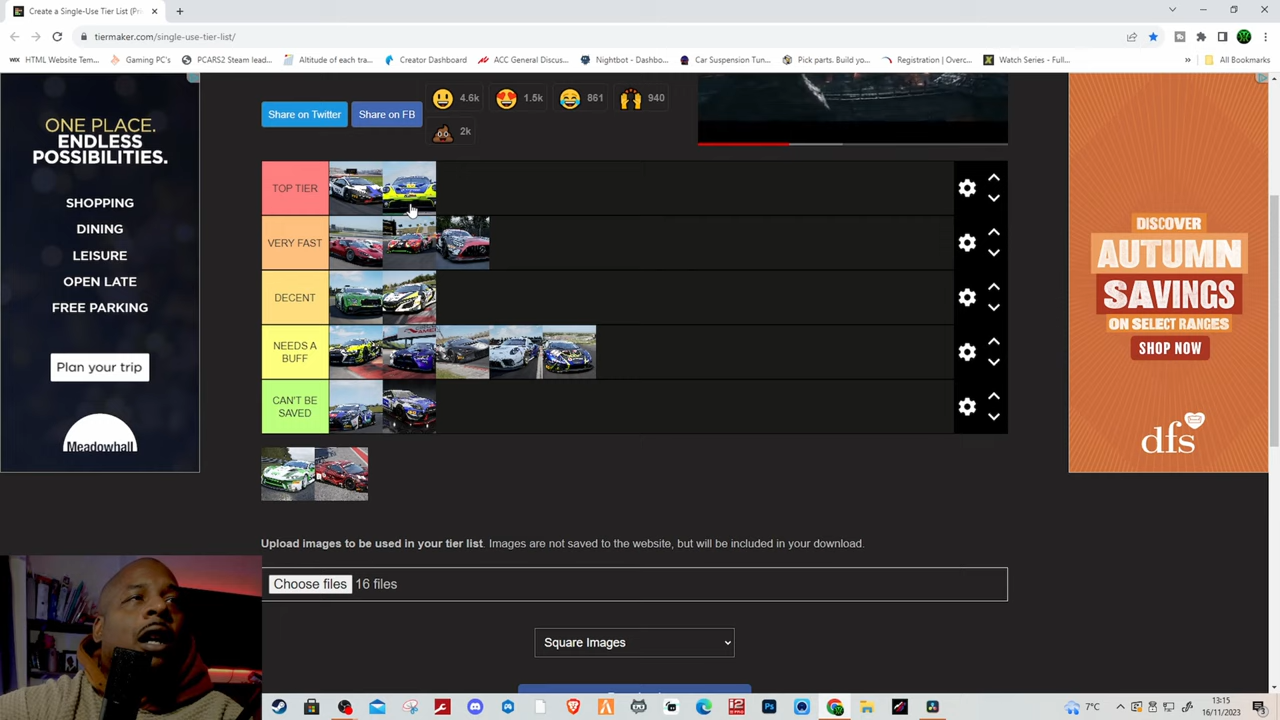 Create a Single-Use Tier List (Pri
tiermaker.com/single-use-tier-list/
HTML Website Tem...
Gaming PC's
PCARS2 Steam lead...
Altitude of each tra...
Creator Dashboard
ACC General Discus...
Nightbot - Dashbo...
Car Suspension Tun...
Pick parts. Build yo...
Registration | Overc...
Watch Series - Full...
»
All Bookmarks
ONE PLACE.
ENDLESS
POSSIBILITIES.
SHOPPING
DINING
LEISURE
OPEN LATE
FREE PARKING
Plan your trip
Meadowhall
Share on Twitter
Share on FB
4.6k
1.5k
861
940
2k
TOP TIER
VERY FAST
DECENT
NEEDS A
BUFF
CAN'T BE
SAVED
Upload images to be used in your tier list. Images are not saved to the website, but will be included in your download.
Choose files 16 files
Square Images
DISCOVER
AUTUMN
SAVINGS
ON SELECT RANGES
SHOP NOW
dfs
7°C
13:15
16/11/2023